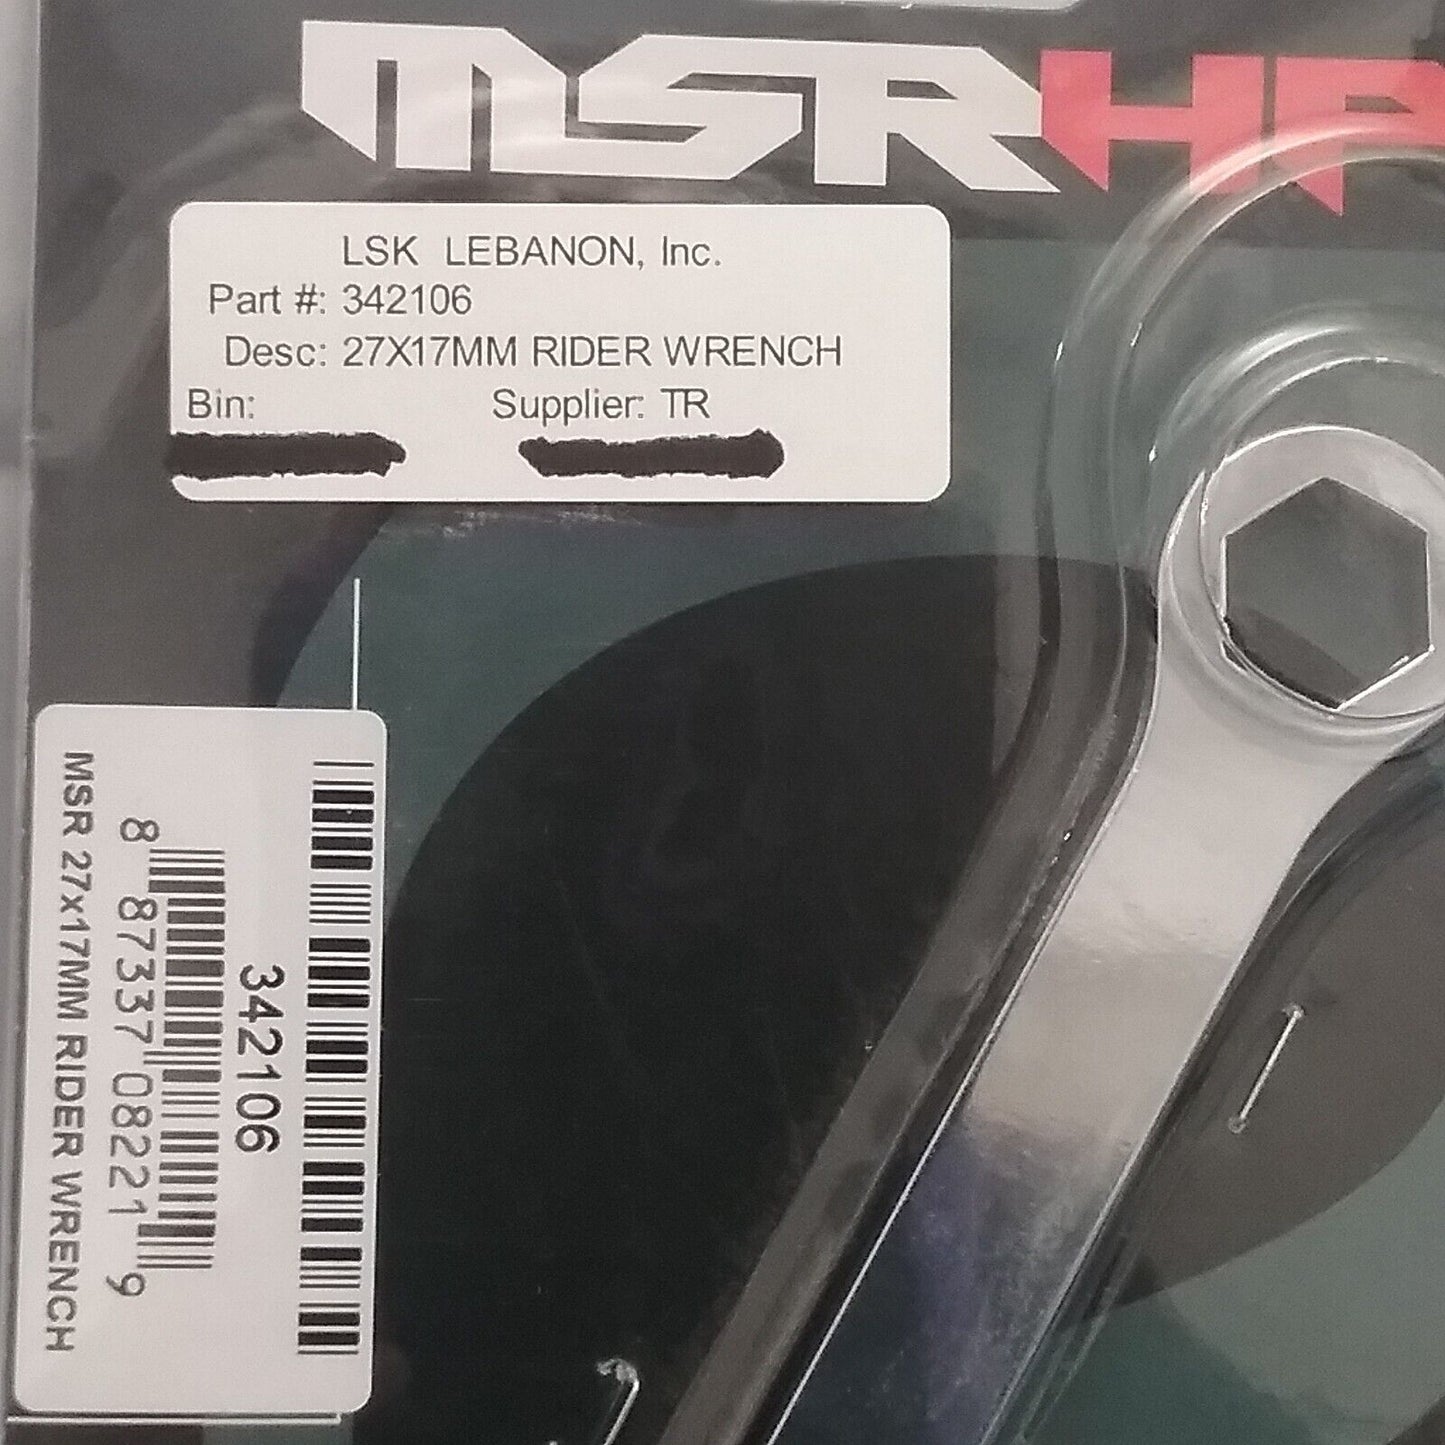 MSRHP
LSK LEBANON, Inc.
Part #: 342106
Desc: 27X17MM RIDER WRENCH
Bin: Supplier: TR
342106
8 87337 08221 9
MSR 27x17MM RIDER WRENCH